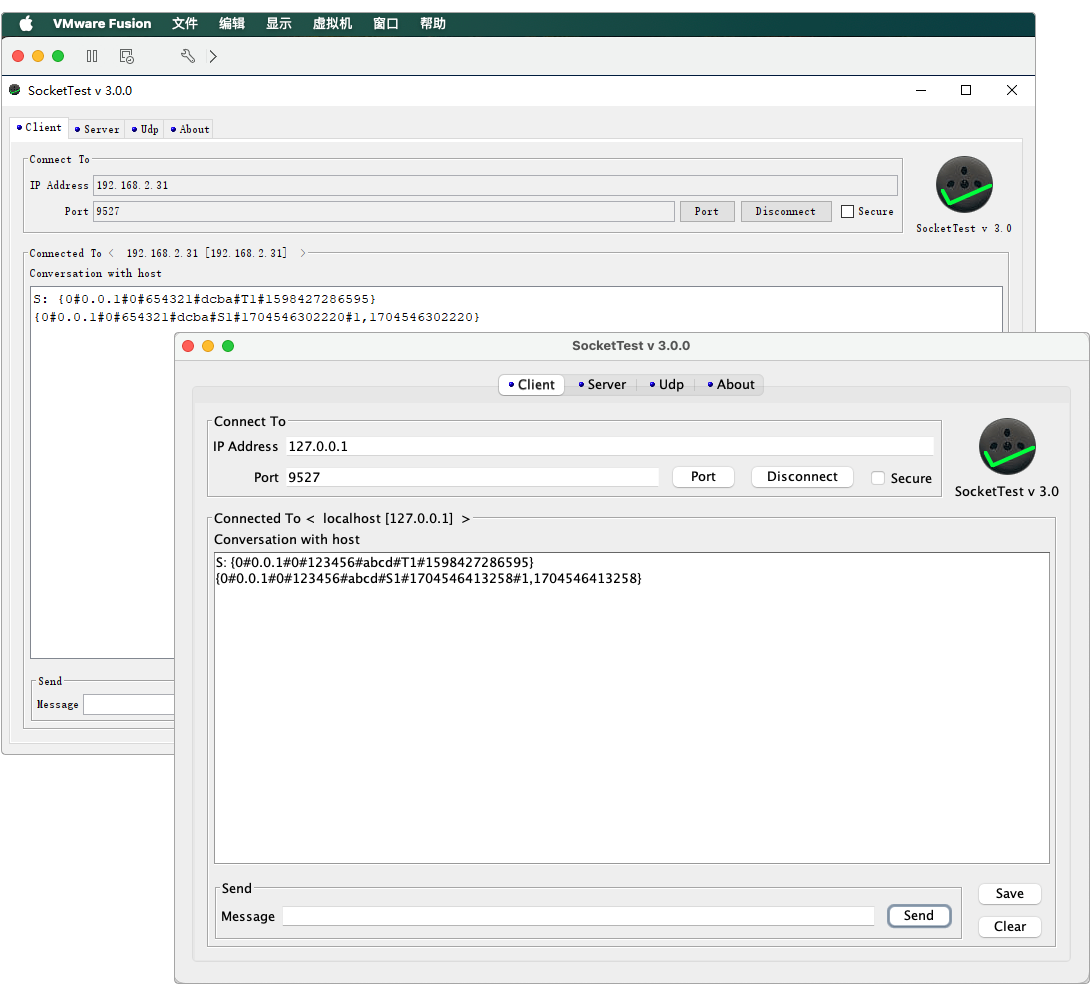 VMware Fusion 文件 编辑 显示 虚拟机 窗口 帮助
SocketTest v 3.0.0
Client Server Udp About
Connect To
IP Address 192.168.2.31
Port 9527 Port Disconnect Secure
SocketTest v 3.0
Connected To < 192.168.2.31 [192.168.2.31] >
Conversation with host
S: {0#0.0.1#0#654321#dcba#T1#1598427286595}
{0#0.0.1#0#654321#dcba#S1#1704546302220#1,1704546302220}
Send
Message
SocketTest v 3.0.0
Client Server Udp About
Connect To
IP Address 127.0.0.1
Port 9527 Port Disconnect Secure
SocketTest v 3.0
Connected To < localhost [127.0.0.1] >
Conversation with host
S: {0#0.0.1#0#123456#abcd#T1#1598427286595}
{0#0.0.1#0#123456#abcd#S1#1704546413258#1,1704546413258}
Send
Message Send
Save
Clear